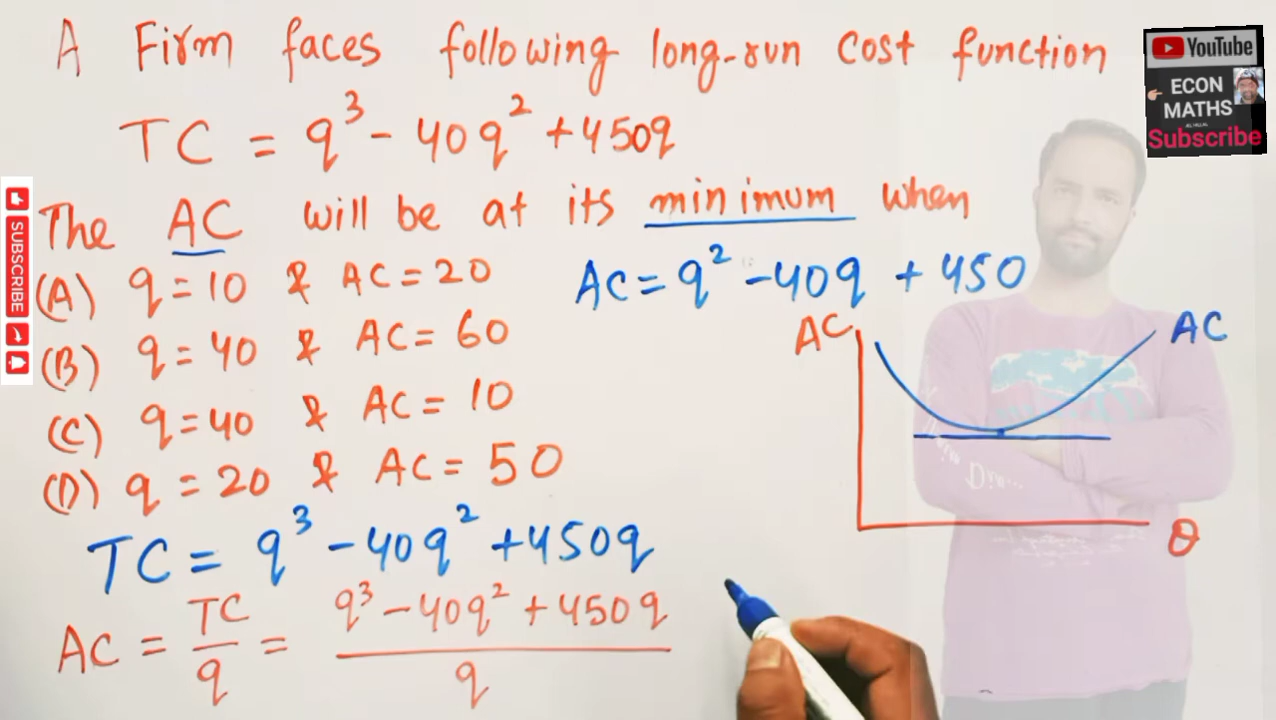 A Firm faces following long-run cost function
TC = q³ - 40q² + 450q
The AC will be at its minimum when
(A) q = 10 & AC = 20
(B) q = 40 & AC = 60
(C) q = 40 & AC = 10
(D) q = 20 & AC = 50
TC = q³ - 40q² + 450q
AC = TC/q = (q³ - 40q² + 450q)/q
AC = q² - 40q + 450
AC
AC
Q
YouTube
ECON
MATHS
Subscribe
SUBSCRIBE